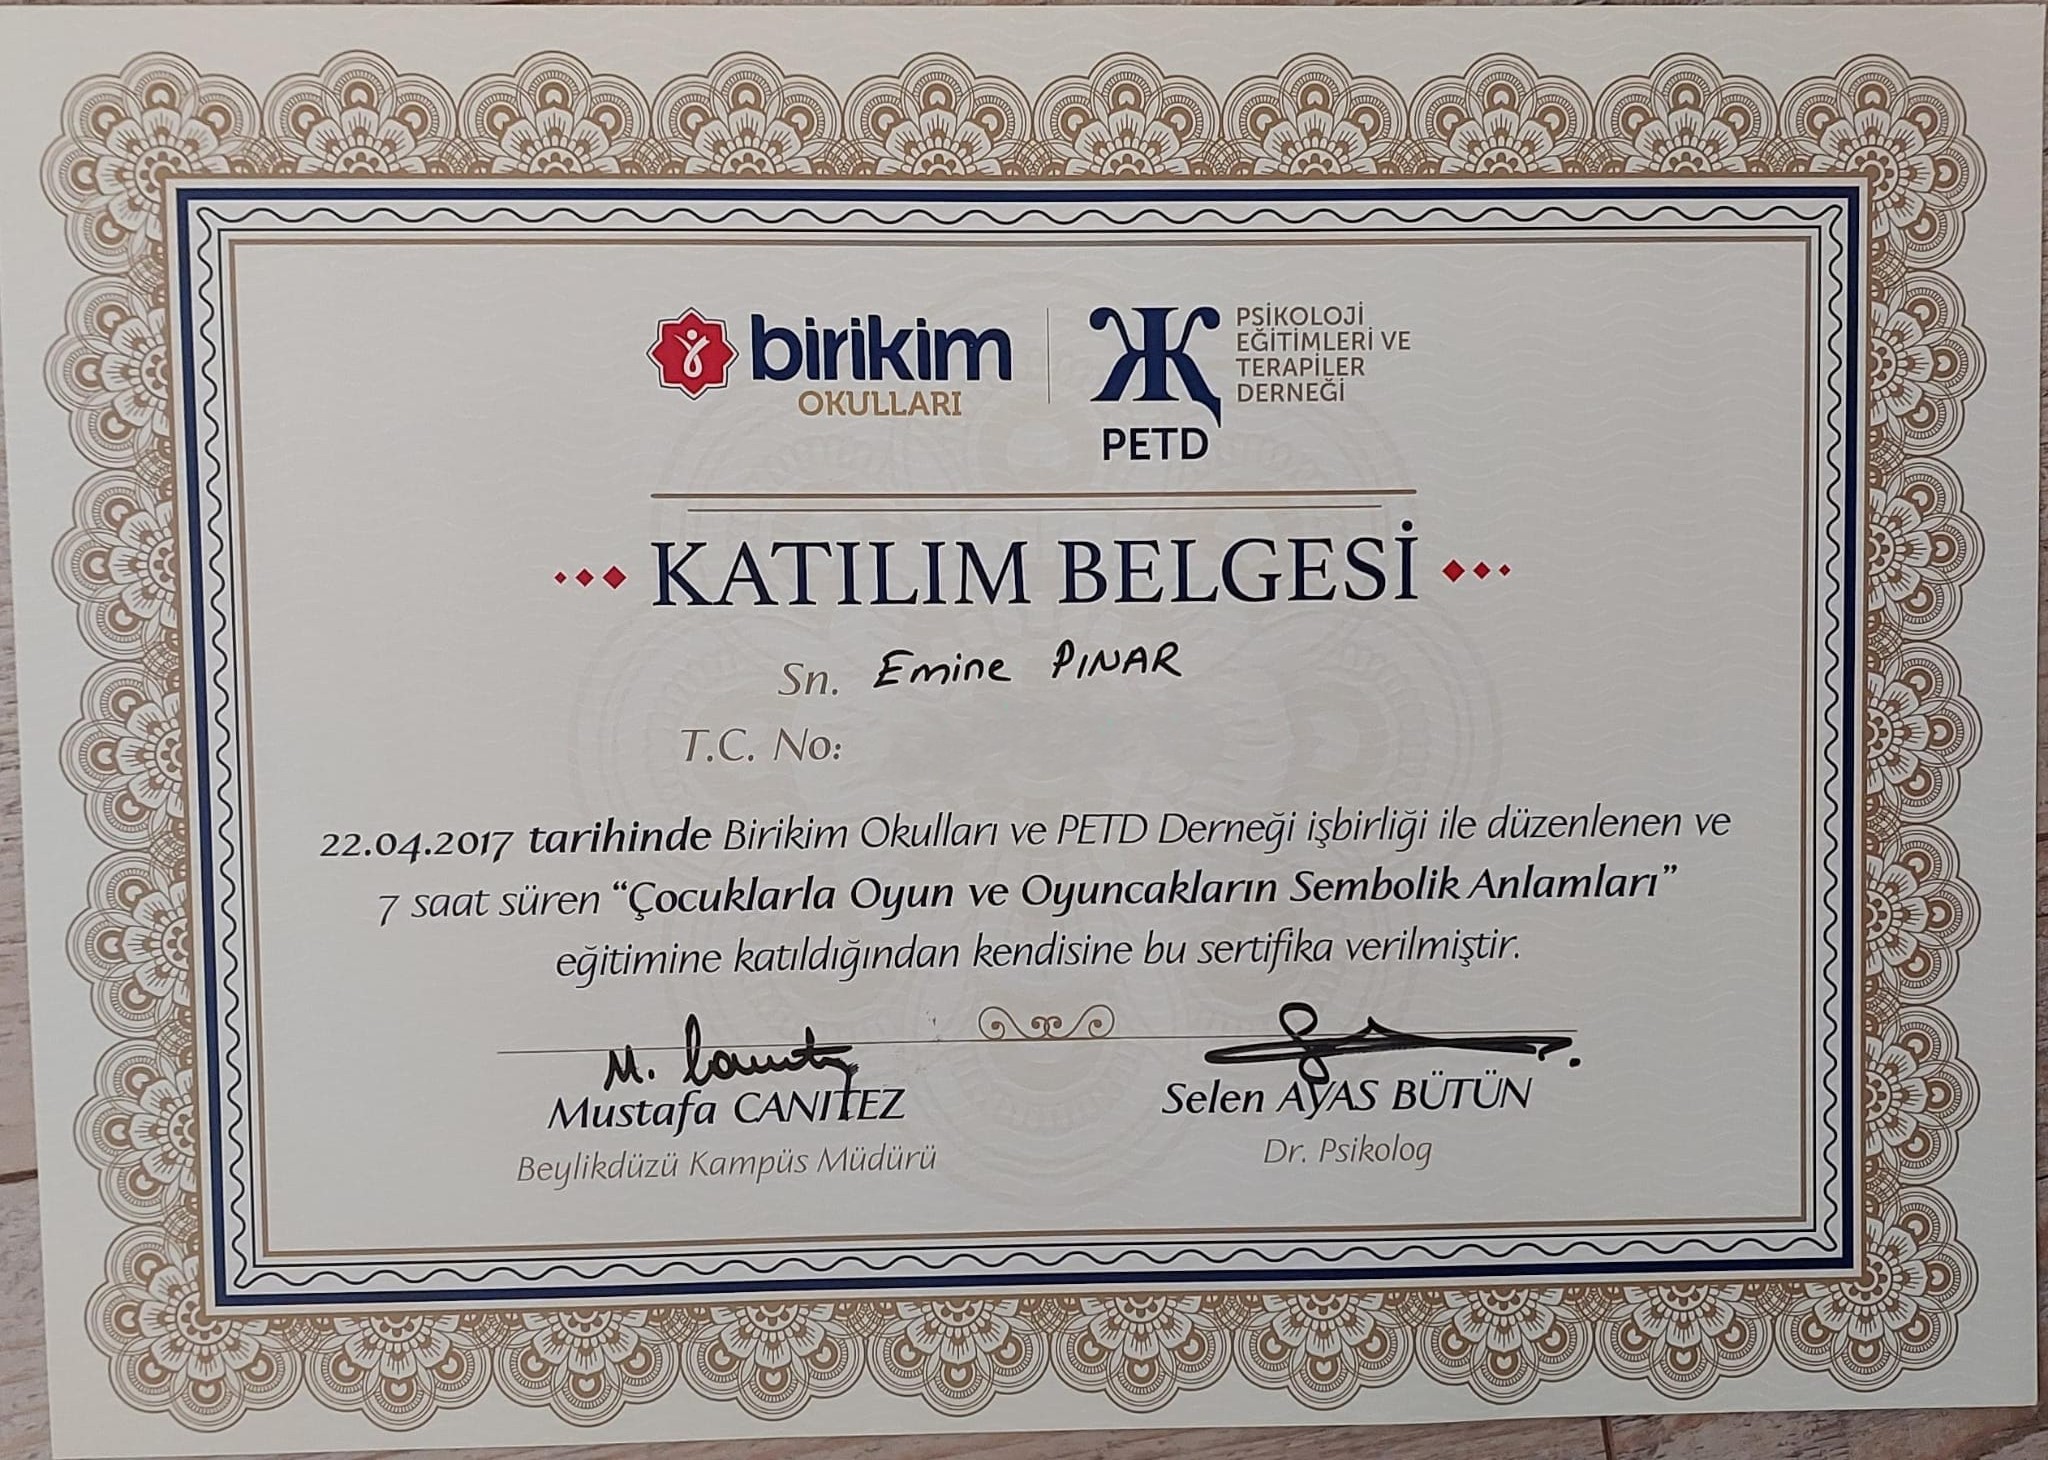 birikim
OKULLARI
PETD
PSİKOLOJİ
EĞİTİMLERİ VE
TERAPİLER
DERNEĞİ
KATILIM BELGESİ
Sn. Emine PINAR
T.C. No:
22.04.2017 tarihinde Birikim Okulları ve PETD Derneği işbirliği ile düzenlenen ve
7 saat süren “Çocuklarla Oyun ve Oyuncakların Sembolik Anlamları”
eğitimine katıldığından kendisine bu sertifika verilmiştir.
Mustafa CANITEZ
Beylikdüzü Kampüs Müdürü
Selen AYAS BÜTÜN
Dr. Psikolog